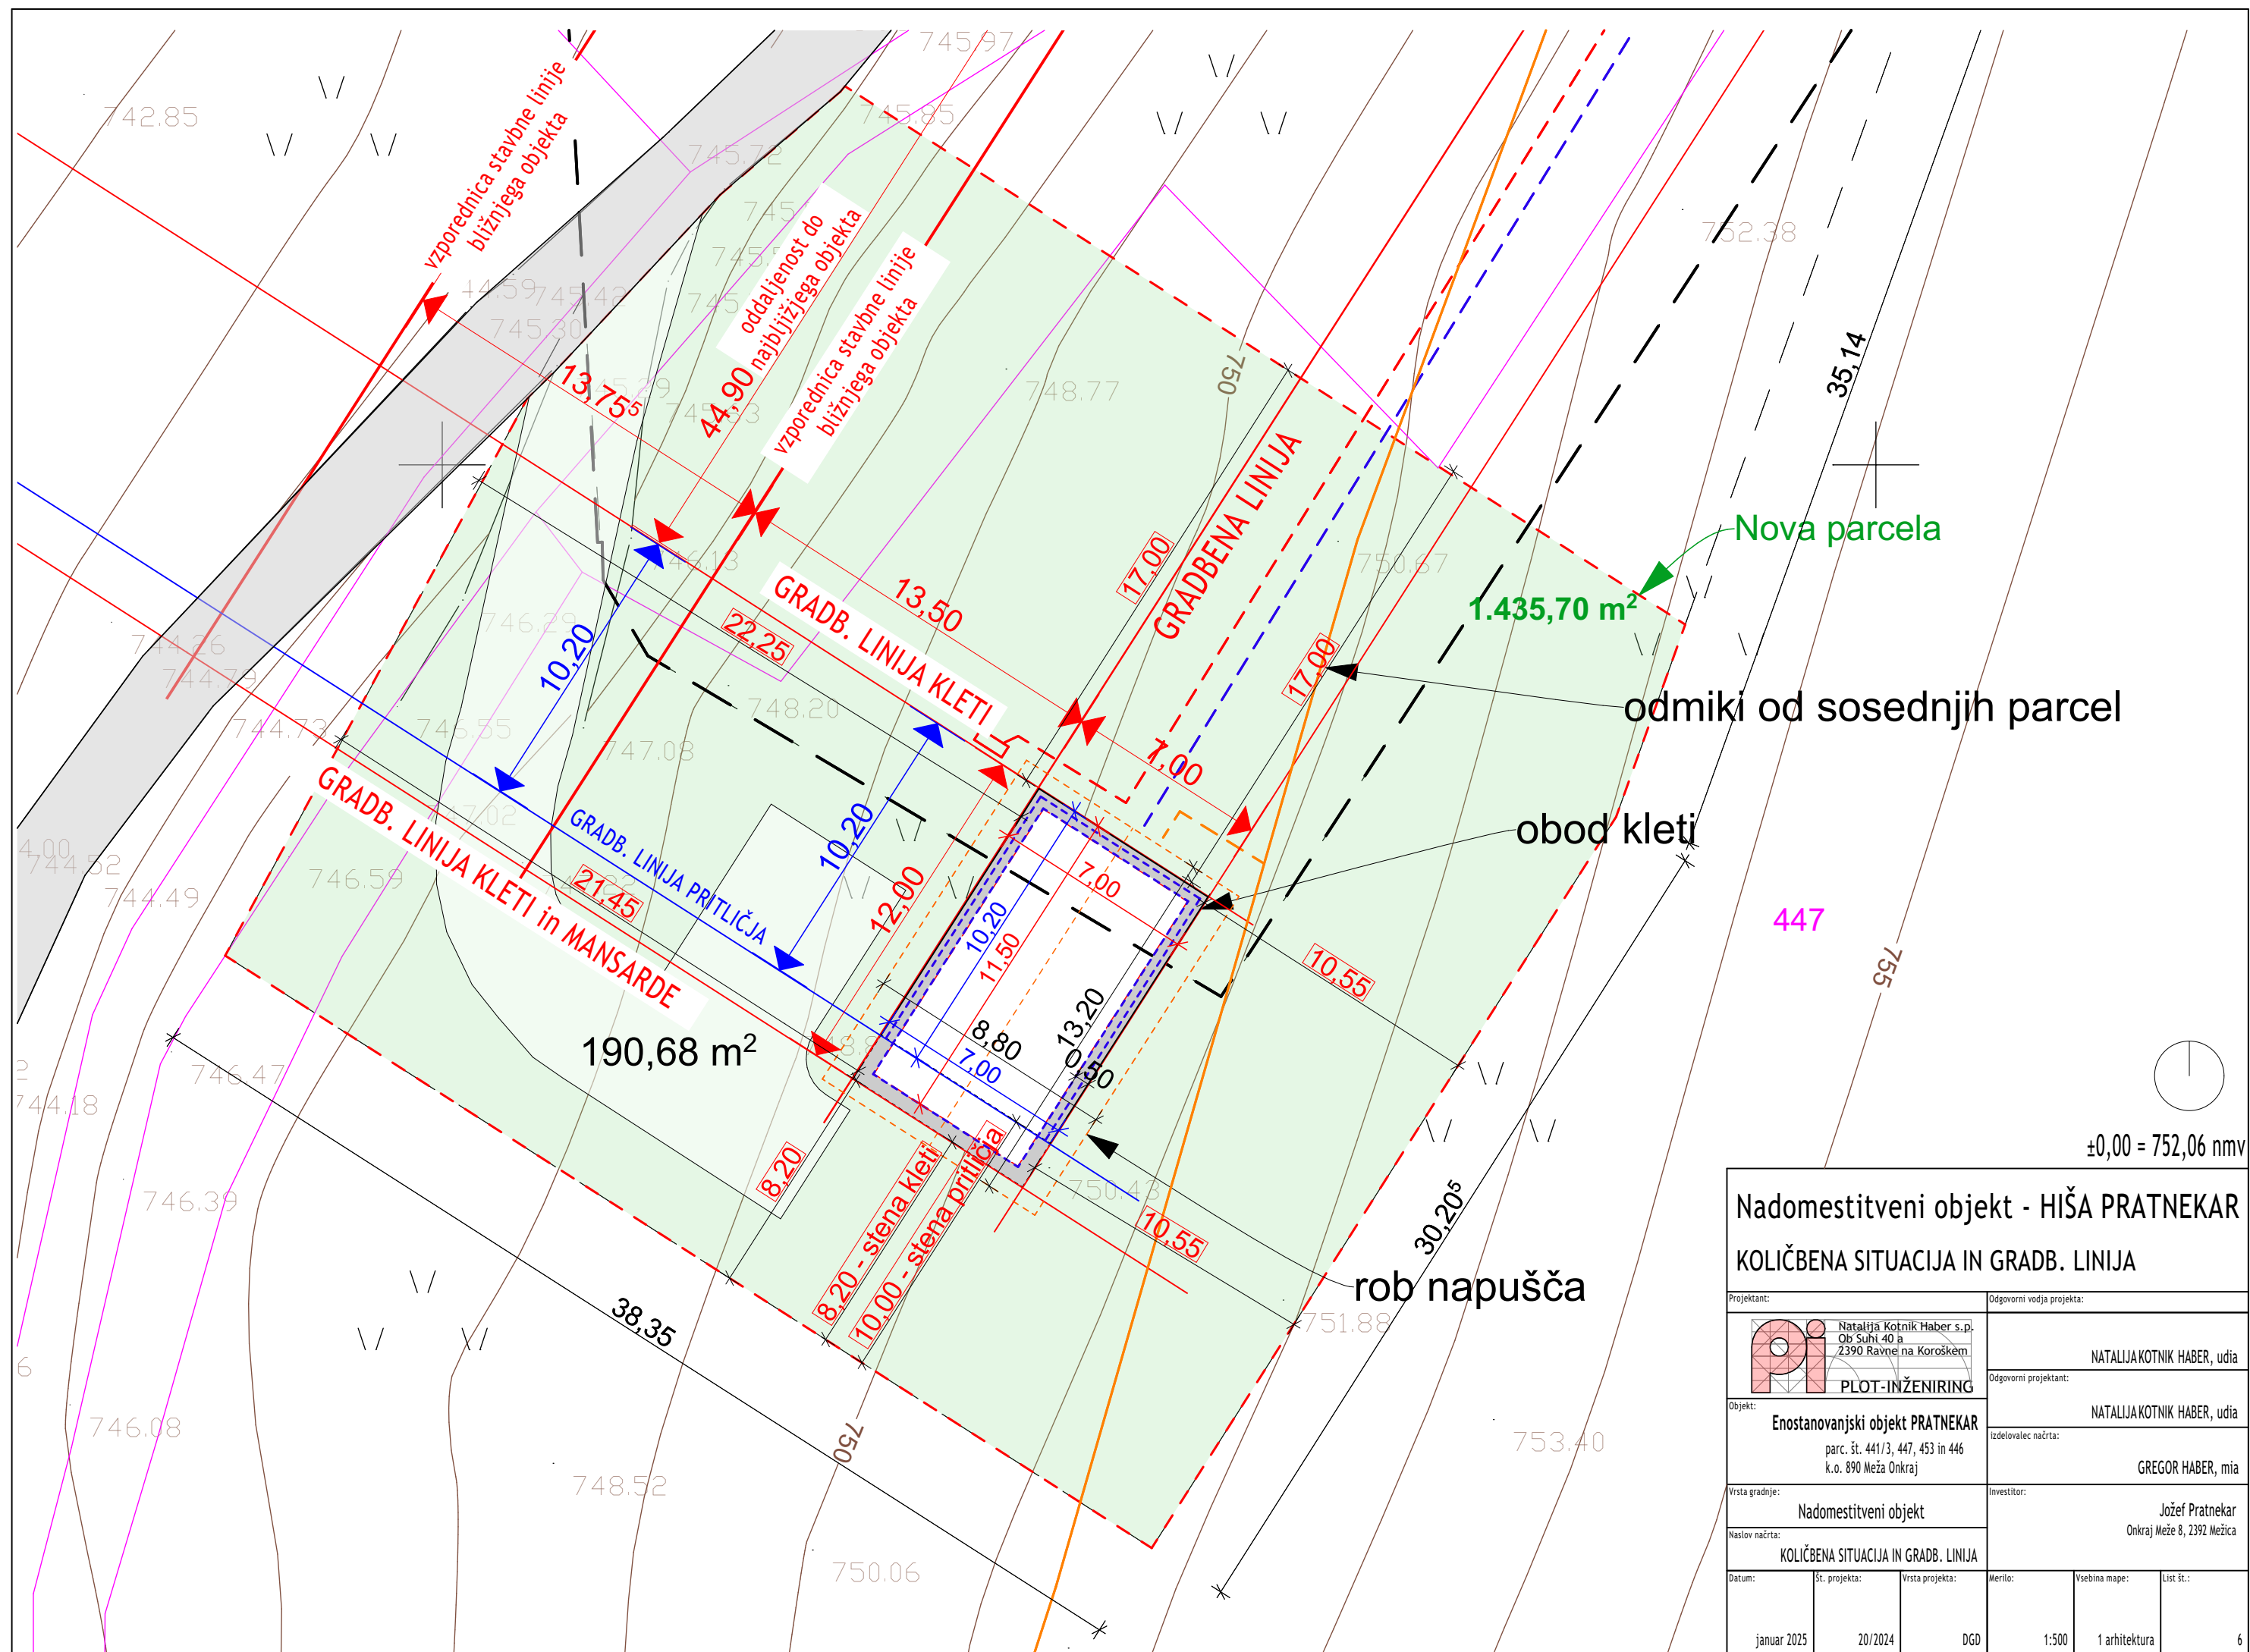 745.97
742.85
745.85
745.72
752.38
vzporednica stavbne linije
bližnjega objekta
oddaljenost do
44,90 najbljižjega objekta
vzporednica stavbne linije
bližnjega objekta
745.42
745.30
13,75⁵
748.77
750
35,14
Nova parcela
1.435,70 m²
750.67
17,00
GRADBENA LINIJA
13,50
GRADB. LINIJA KLETI
22,25
10,20
746.29
744.26
744.79
744.73
746.55
748.20
747.08
17,00
odmiki od sosednjih parcel
7,00
obod kleti
GRADB. LINIJA KLETI in MANSARDE
GRADB. LINIJA PRITLIČJA
10,20
747.02
744.52
744.49
746.59
21,45
12,00
7,00
10,20
11,50
13,20
8,80
0,50
7,00
10,55
447
755
190,68 m²
746.47
744.18
746.39
8,20
8,20 - stena kleti
10,00 - stena pritličja
750.43
10,55
30,20⁵
rob napušča
751.88
38,35
746.08
748.52
750
750.06
753.40
±0,00 = 752,06 nmv
Nadomestitveni objekt - HIŠA PRATNEKAR
KOLIČBENA SITUACIJA IN GRADB. LINIJA
Projektant:
Odgovorni vodja projekta:
Natalija Kotnik Haber s.p.
Ob Suhi 40 a
2390 Ravne na Koroškem
pi
PLOT-INŽENIRING
NATALIJA KOTNIK HABER, udia
Odgovorni projektant:
NATALIJA KOTNIK HABER, udia
Objekt:
Enostanovanjski objekt PRATNEKAR
parc. št. 441/3, 447, 453 in 446
k.o. 890 Meža Onkraj
izdelovalec načrta:
GREGOR HABER, mia
Vrsta gradnje:
Nadomestitveni objekt
Investitor:
Jožef Pratnekar
Onkraj Meže 8, 2392 Mežica
Naslov načrta:
KOLIČBENA SITUACIJA IN GRADB. LINIJA
Datum:
januar 2025
Št. projekta:
20/2024
Vrsta projekta:
DGD
Merilo:
1:500
Vsebina mape:
1 arhitektura
List št.:
6